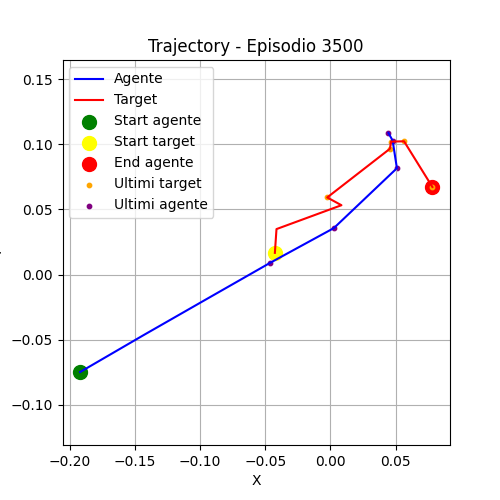 Trajectory - Episodio 3500
Agente
Target
Start agente
Start target
End agente
Ultimi target
Ultimi agente
0.15
0.10
0.05
0.00
−0.05
−0.10
−0.20
−0.15
−0.10
−0.05
0.00
0.05
X